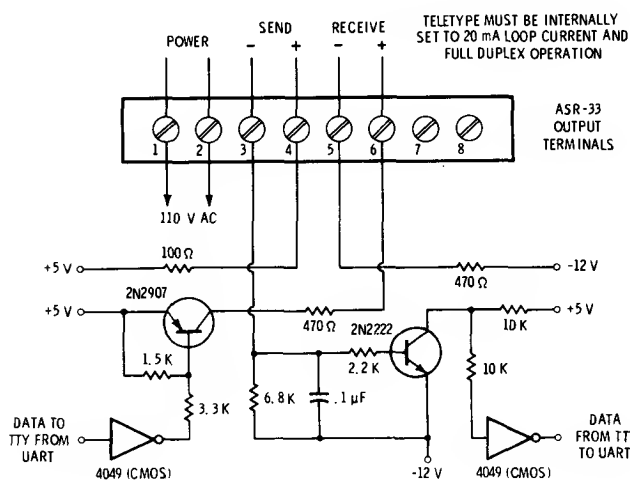 TELETYPE MUST BE INTERNALLY
SET TO 20 mA LOOP CURRENT AND
FULL DUPLEX OPERATION
SEND RECEIVE
POWER - + - +
ASR-33
OUTPUT
TERMINALS
1 2 3 4 5 6 7 8
110 V AC
100 Ω
+5 V
-12 V
470 Ω
+5 V
2N2907
470 Ω
2N2222
10 K
+5 V
1.5 K
2.2 K
10 K
3.3 K
6.8 K
.1 µF
DATA TO
TTY FROM
UART
4049 (CMOS)
-12 V
4049 (CMOS)
DATA
FROM TT
TO UART